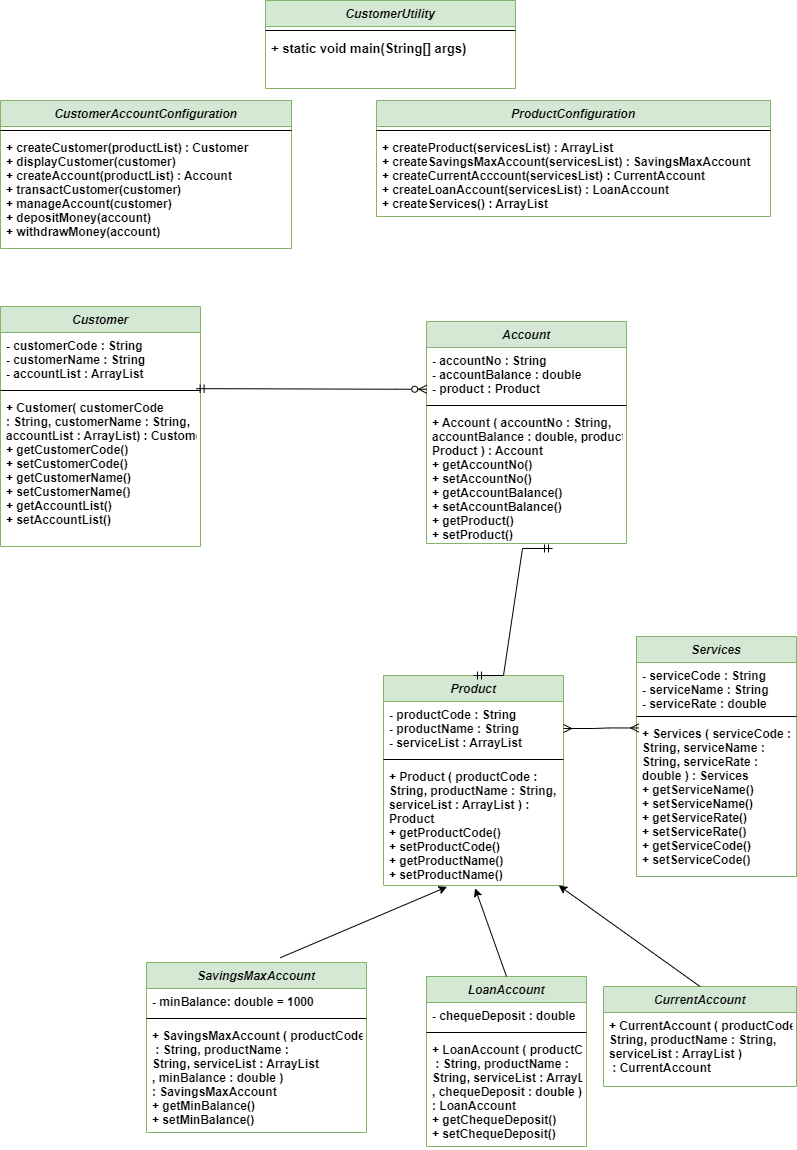 CustomerUtility
+ static void main(String[] args)
CustomerAccountConfiguration
+ createCustomer(productList) : Customer
+ displayCustomer(customer)
+ createAccount(productList) : Account
+ transactCustomer(customer)
+ manageAccount(customer)
+ depositMoney(account)
+ withdrawMoney(account)
ProductConfiguration
+ createProduct(servicesList) : ArrayList
+ createSavingsMaxAccount(servicesList) : SavingsMaxAccount
+ createCurrentAcccount(servicesList) : CurrentAccount
+ createLoanAccount(servicesList) : LoanAccount
+ createServices() : ArrayList
Customer
- customerCode : String
- customerName : String
- accountList : ArrayList
+ Customer( customerCode
: String, customerName : String,
accountList : ArrayList) : Custom
+ getCustomerCode()
+ setCustomerCode()
+ getCustomerName()
+ setCustomerName()
+ getAccountList()
+ setAccountList()
Account
- accountNo : String
- accountBalance : double
- product : Product
+ Account ( accountNo : String,
accountBalance : double, product
Product ) : Account
+ getAccountNo()
+ setAccountNo()
+ getAccountBalance()
+ setAccountBalance()
+ getProduct()
+ setProduct()
Services
- serviceCode : String
- serviceName : String
- serviceRate : double
+ Services ( serviceCode :
String, serviceName :
String, serviceRate :
double ) : Services
+ getServiceName()
+ setServiceName()
+ getServiceRate()
+ setServiceRate()
+ getServiceCode()
+ setServiceCode()
Product
- productCode : String
- productName : String
- serviceList : ArrayList
+ Product ( productCode :
String, productName : String,
serviceList : ArrayList ) :
Product
+ getProductCode()
+ setProductCode()
+ getProductName()
+ setProductName()
SavingsMaxAccount
- minBalance: double = 1000
+ SavingsMaxAccount ( productCode
: String, productName :
String, serviceList : ArrayList
, minBalance : double )
: SavingsMaxAccount
+ getMinBalance()
+ setMinBalance()
LoanAccount
- chequeDeposit : double
+ LoanAccount ( productC
: String, productName :
String, serviceList : ArrayL
, chequeDeposit : double )
: LoanAccount
+ getChequeDeposit()
+ setChequeDeposit()
CurrentAccount
+ CurrentAccount ( productCode
String, productName : String,
serviceList : ArrayList )
: CurrentAccount